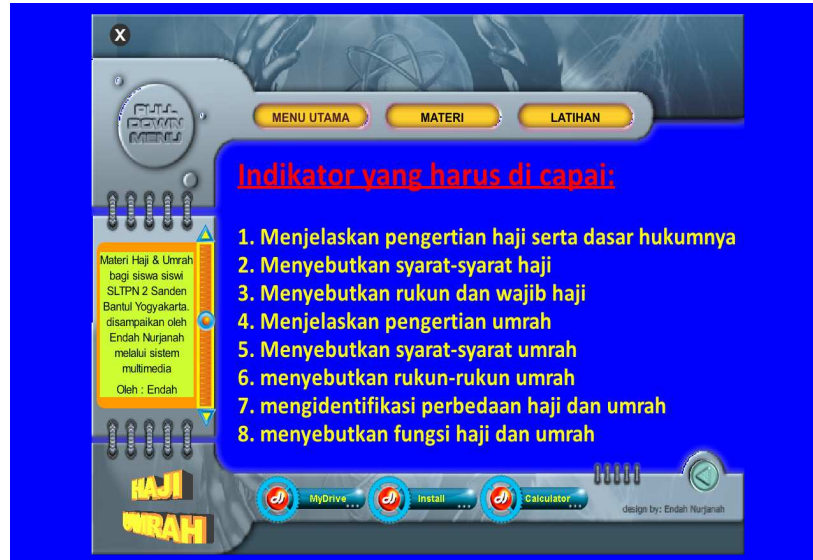 X
PULL
DOWN
MENU
MENU UTAMA
MATERI
LATIHAN
Indikator yang harus di capai:
1. Menjelaskan pengertian haji serta dasar hukumnya
2. Menyebutkan syarat-syarat haji
3. Menyebutkan rukun dan wajib haji
4. Menjelaskan pengertian umrah
5. Menyebutkan syarat-syarat umrah
6. menyebutkan rukun-rukun umrah
7. mengidentifikasi perbedaan haji dan umrah
8. menyebutkan fungsi haji dan umrah
Materi Haji & Umrah
bagi siswa siswi
SLTPN 2 Sanden
Bantul Yogyakarta.
disampaikan oleh
Endah Nurjanah
melalui sistem
multimedia
Oleh : Endah
HAJI
UMRAH
MyDrive
Install
Calculator
design by: Endah Nurjanah